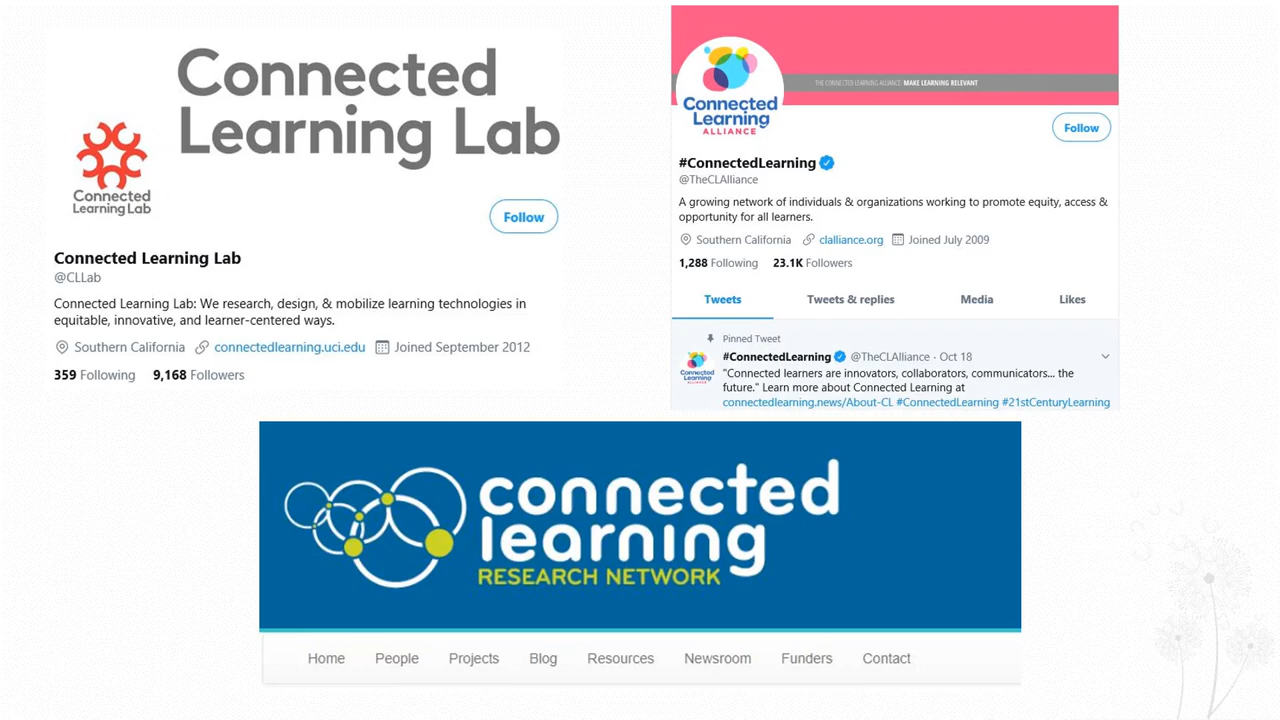 Connected
Learning Lab
Connected
Learning Lab
Follow
Connected Learning Lab
@CLLab
Connected Learning Lab: We research, design, & mobilize learning technologies in
equitable, innovative, and learner-centered ways.
Southern California connectedlearning.uci.edu Joined September 2012
359 Following 9,168 Followers
THE CONNECTED LEARNING ALLIANCE: MAKE LEARNING RELEVANT
Connected
Learning
ALLIANCE
Follow
#ConnectedLearning
@TheCLAlliance
A growing network of individuals & organizations working to promote equity, access &
opportunity for all learners.
Southern California clalliance.org Joined July 2009
1,288 Following 23.1K Followers
Tweets Tweets & replies Media Likes
Pinned Tweet
Connected
Learning
ALLIANCE
#ConnectedLearning @TheCLAlliance · Oct 18
"Connected learners are innovators, collaborators, communicators... the
future." Learn more about Connected Learning at
connectedlearning.news/About-CL #ConnectedLearning #21stCenturyLearning
connected
learning
RESEARCH NETWORK
Home People Projects Blog Resources Newsroom Funders Contact